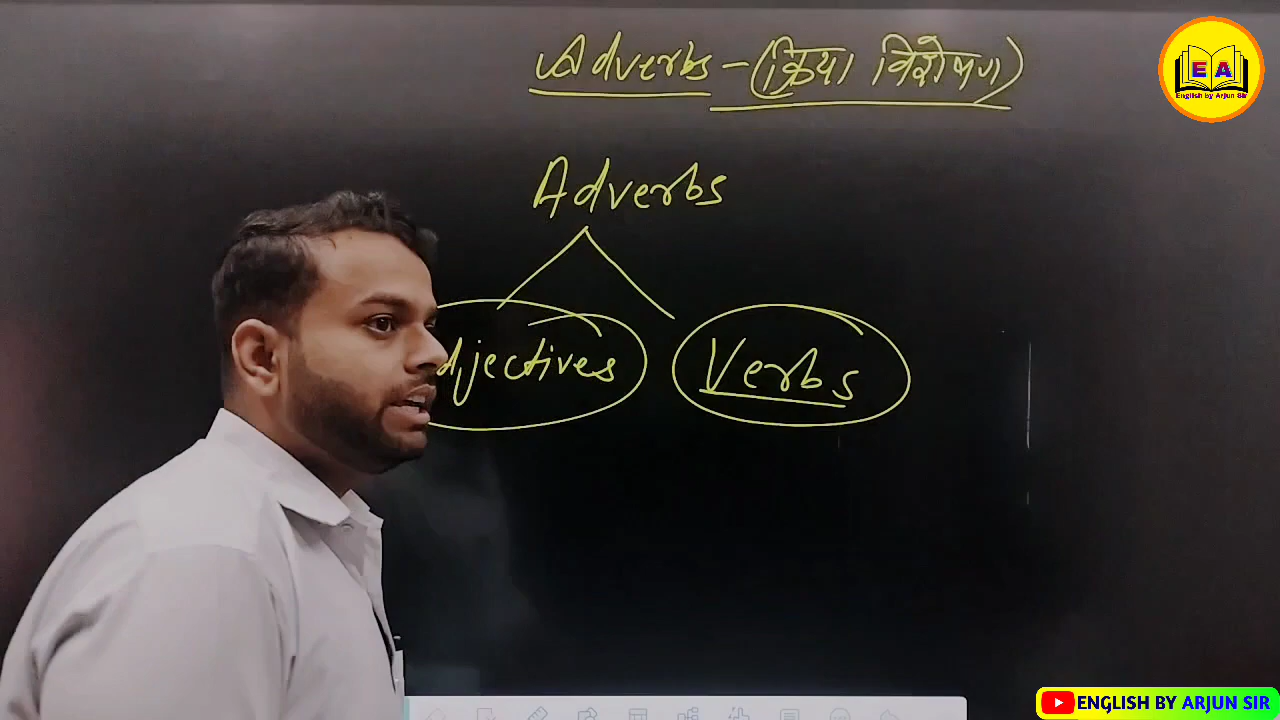 Adverbs - (क्रिया विशेषण)
EA
English by Arjun Sir
Adverbs
djectives
Verbs
ENGLISH BY ARJUN SIR